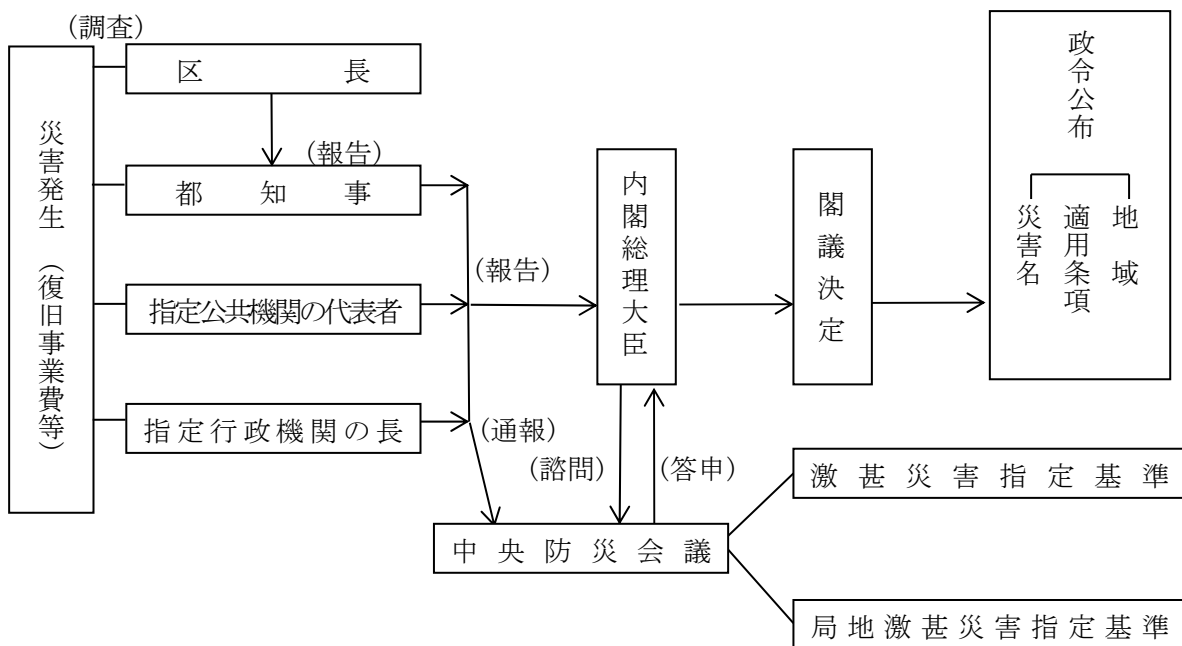 (調査)
災害発生 (復旧事業費等)
区長
(報告)
都知事
指定公共機関の代表者
指定行政機関の長
(報告)
(通報)
内閣総理大臣
(諮問)
(答申)
中央防災会議
閣議決定
政令公布
地域
適用条項
災害名
激甚災害指定基準
局地激甚災害指定基準